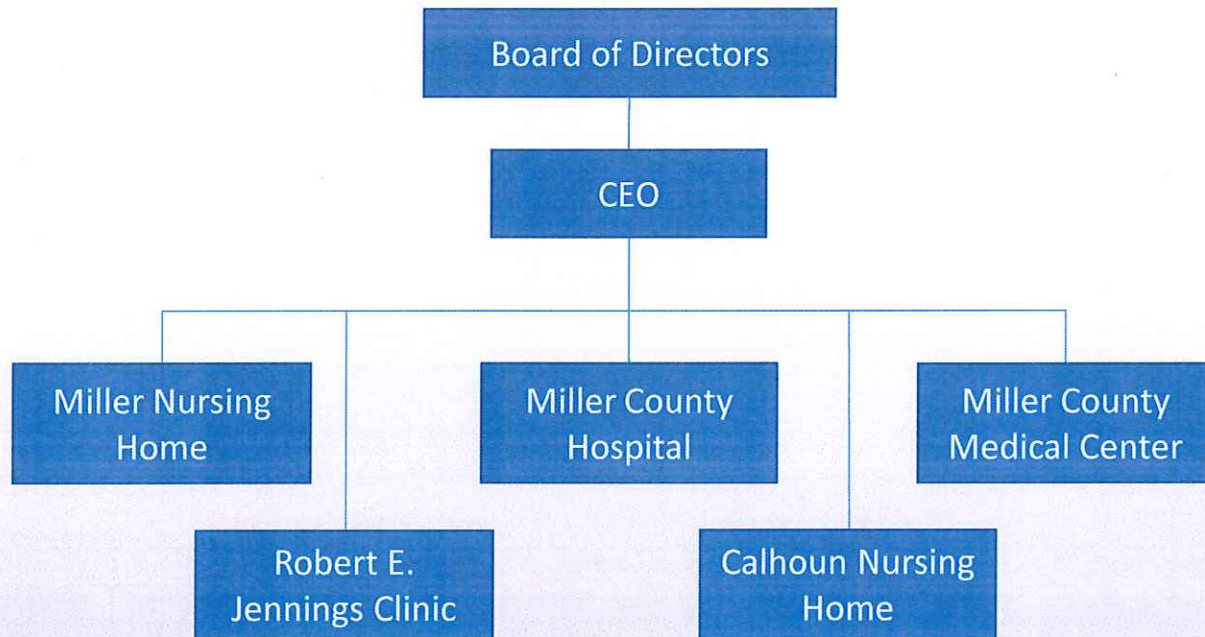 Board of Directors
CEO
Miller Nursing
Home
Miller County
Hospital
Miller County
Medical Center
Robert E.
Jennings Clinic
Calhoun Nursing
Home